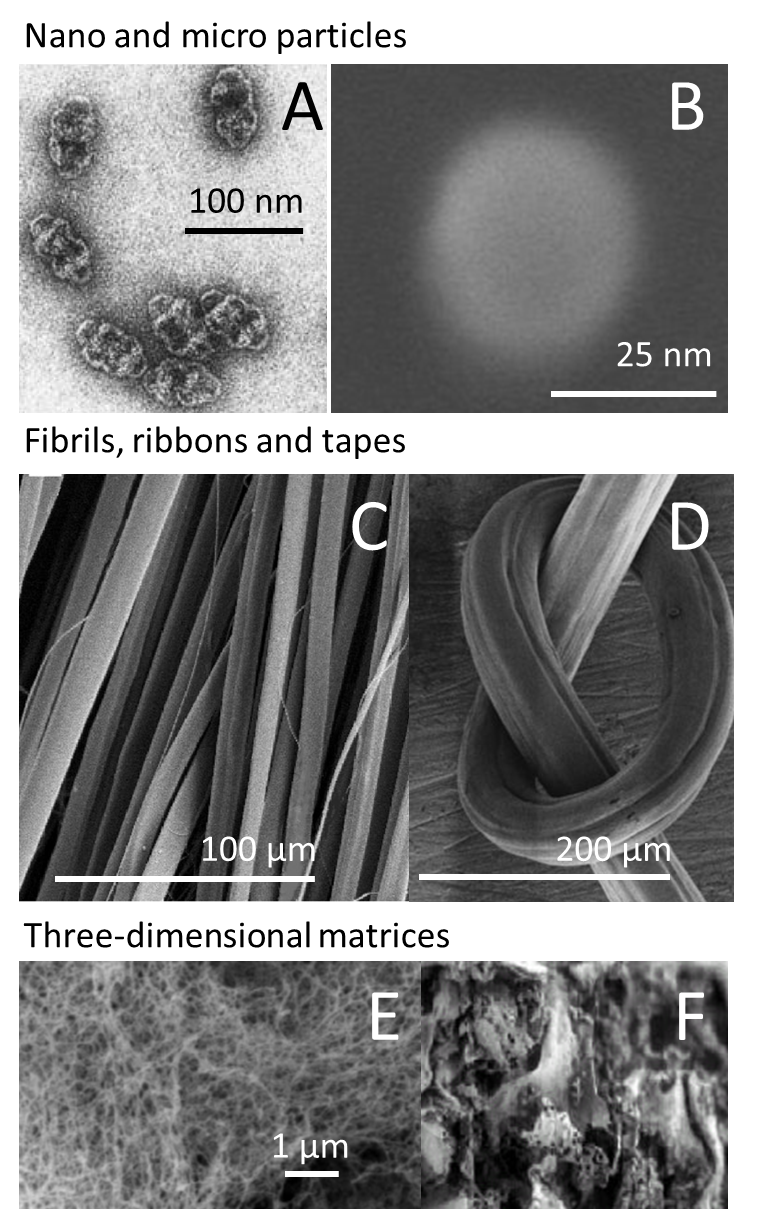 Nano and micro particles
A
B
100 nm
25 nm
Fibrils, ribbons and tapes
C
D
100 µm
200 µm
Three-dimensional matrices
E
F
1 µm